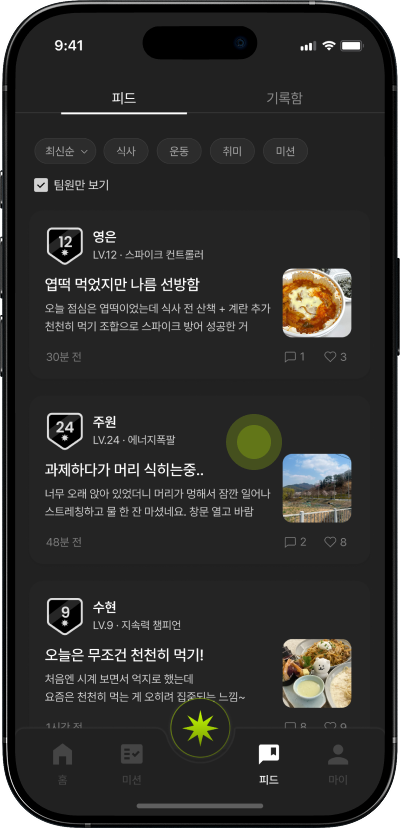 9:41
피드
기록함
최신순
식사
운동
취미
미션
팀원만 보기
12
영은
LV.12 · 스파이크 컨트롤러
엽떡 먹었지만 나름 선방함
오늘 점심은 엽떡이었는데 식사 전 산책 + 계란 추가
천천히 먹기 조합으로 스파이크 방어 성공한 거
30분 전
1
3
24
주원
LV.24 · 에너지폭팔
과제하다가 머리 식히는중..
너무 오래 앉아 있었더니 머리가 멍해서 잠깐 일어나
스트레칭하고 물 한 잔 마셨네요. 창문 열고 바람
48분 전
2
8
9
수현
LV.9 · 지속력 챔피언
오늘은 무조건 천천히 먹기!
처음엔 시계 보면서 억지로 했는데
요즘은 천천히 먹는 게 오히려 집중되는 느낌~
1시간 전
8
9
홈
미션
피드
마이